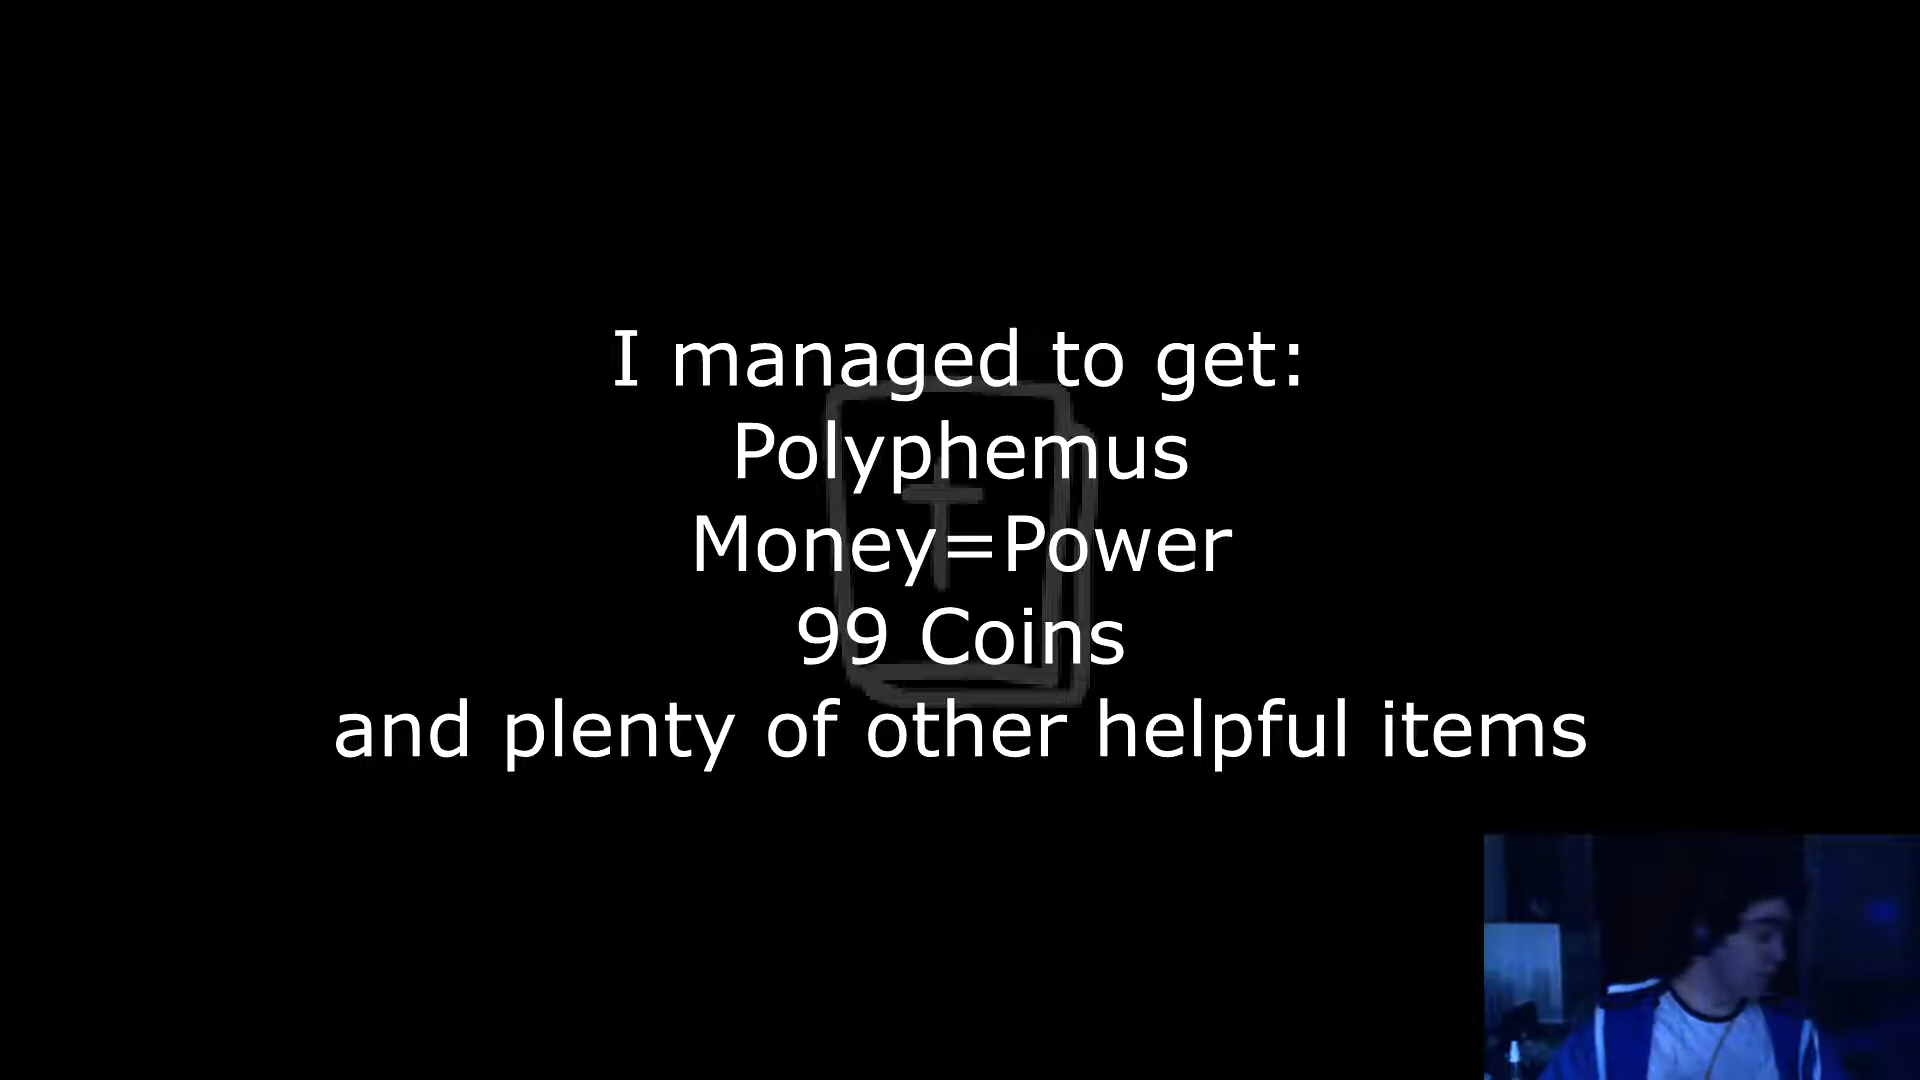 I managed to get:
Polyphemus
Money=Power
99 Coins
and plenty of other helpful items